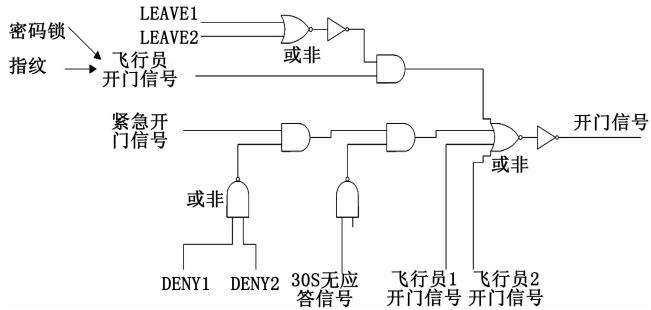 密码锁
指纹
LEAVE1
LEAVE2
飞行员
开门信号
或非
紧急开
门信号
或非
开门信号
或非
DENY1
DENY2
30S无应
答信号
飞行员1
开门信号
飞行员2
开门信号